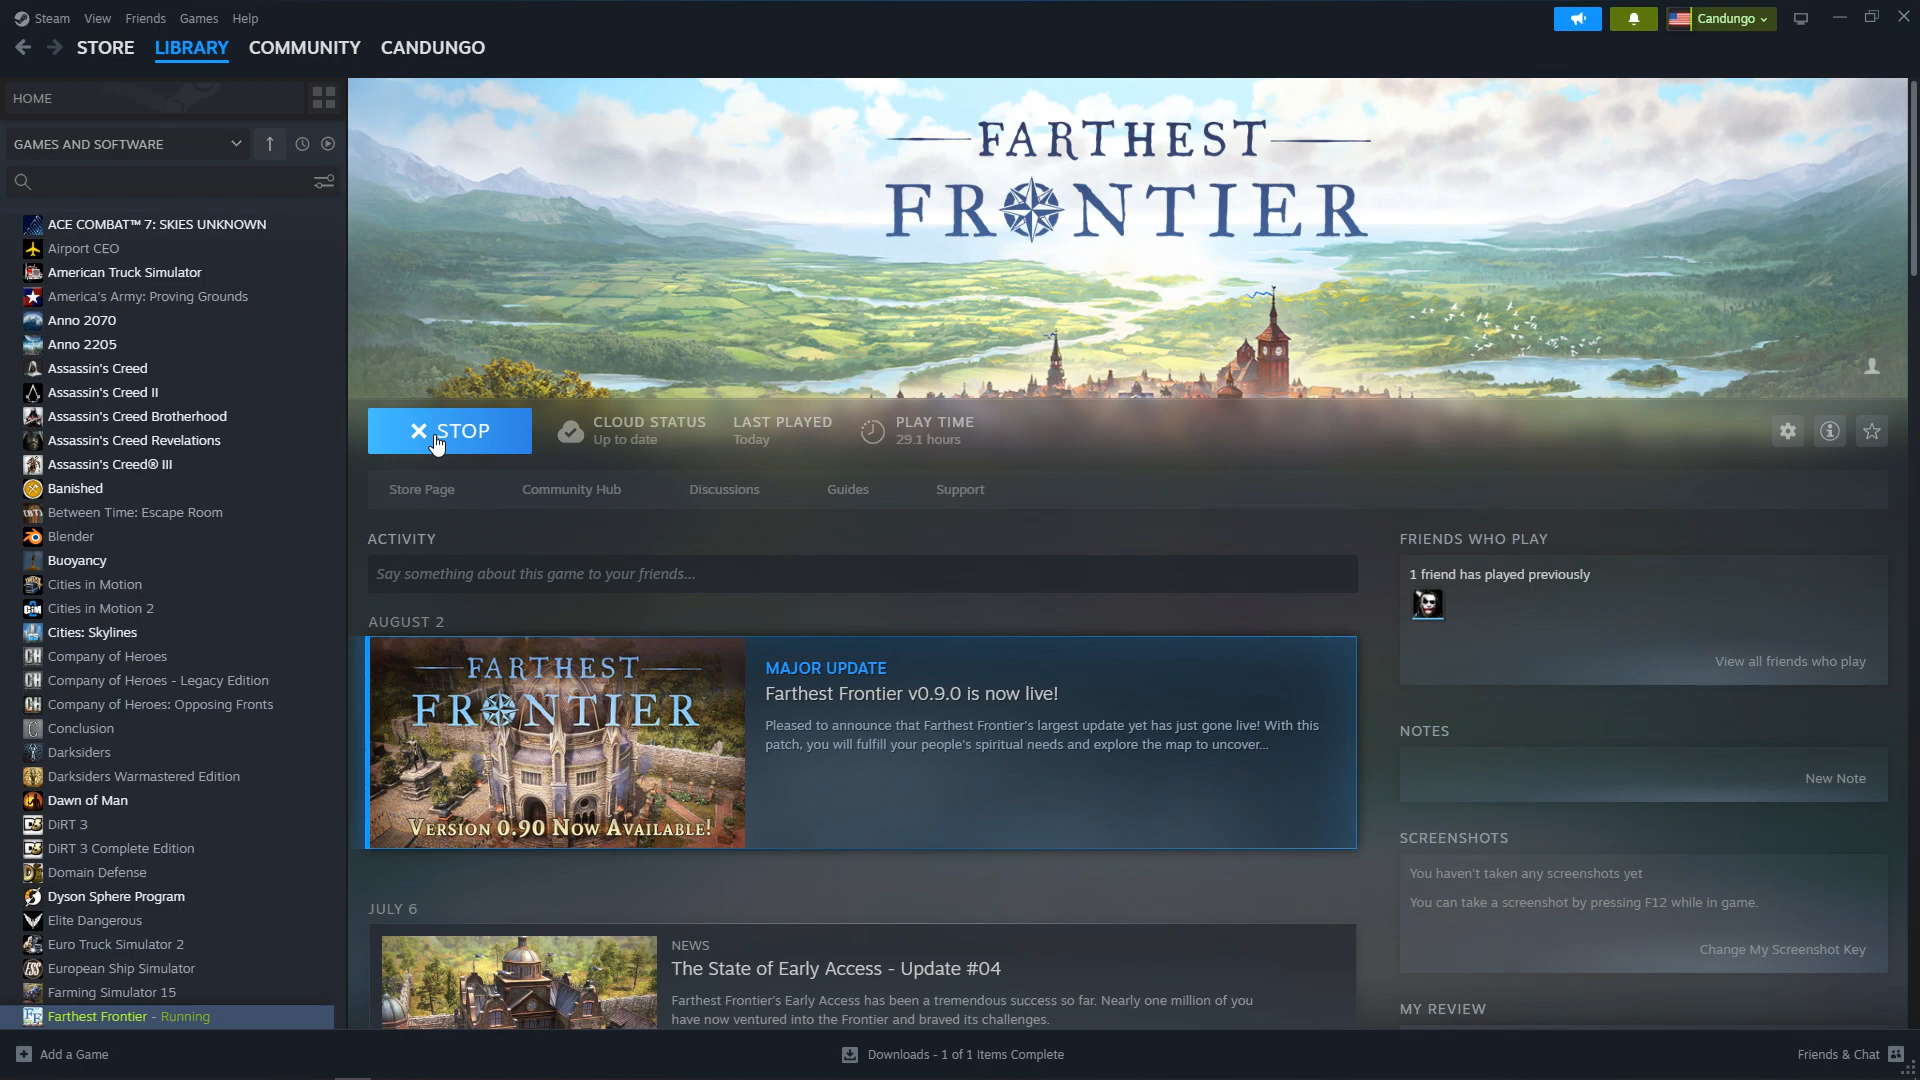 Steam View Friends Games Help
Candungo
STORE LIBRARY COMMUNITY CANDUNGO
HOME
GAMES AND SOFTWARE
ACE COMBAT™ 7: SKIES UNKNOWN
Airport CEO
American Truck Simulator
America's Army: Proving Grounds
Anno 2070
Anno 2205
Assassin's Creed
Assassin's Creed II
Assassin's Creed Brotherhood
Assassin's Creed Revelations
Assassin's Creed® III
Banished
Between Time: Escape Room
Blender
Buoyancy
Cities in Motion
Cities in Motion 2
Cities: Skylines
Company of Heroes
Company of Heroes - Legacy Edition
Company of Heroes: Opposing Fronts
Conclusion
Darksiders
Darksiders Warmastered Edition
Dawn of Man
DiRT 3
DiRT 3 Complete Edition
Domain Defense
Dyson Sphere Program
Elite Dangerous
Euro Truck Simulator 2
European Ship Simulator
Farming Simulator 15
Farthest Frontier - Running
FARTHEST
FRONTIER
STOP
CLOUD STATUS
Up to date
LAST PLAYED
Today
PLAY TIME
29.1 hours
Store Page Community Hub Discussions Guides Support
ACTIVITY
Say something about this game to your friends...
AUGUST 2
FARTHEST
FRONTIER
VERSION 0.90 NOW AVAILABLE!
MAJOR UPDATE
Farthest Frontier v0.9.0 is now live!
Pleased to announce that Farthest Frontier's largest update yet has just gone live! With this
patch, you will fulfill your people's spiritual needs and explore the map to uncover...
JULY 6
NEWS
The State of Early Access - Update #04
Farthest Frontier's Early Access has been a tremendous success so far. Nearly one million of you
have now ventured into the Frontier and braved its challenges.
FRIENDS WHO PLAY
1 friend has played previously
View all friends who play
NOTES
New Note
SCREENSHOTS
You haven't taken any screenshots yet
You can take a screenshot by pressing F12 while in game.
Change My Screenshot Key
MY REVIEW
Add a Game
Downloads - 1 of 1 Items Complete
Friends & Chat